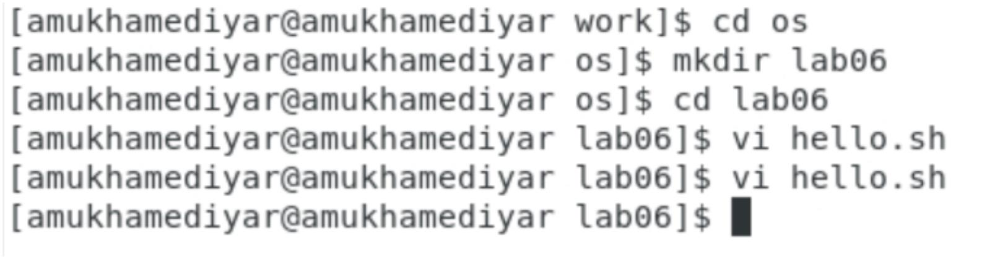 [amukhamediyar@amukhamediyar work]$ cd os
[amukhamediyar@amukhamediyar os]$ mkdir lab06
[amukhamediyar@amukhamediyar os]$ cd lab06
[amukhamediyar@amukhamediyar lab06]$ vi hello.sh
[amukhamediyar@amukhamediyar lab06]$ vi hello.sh
[amukhamediyar@amukhamediyar lab06]$